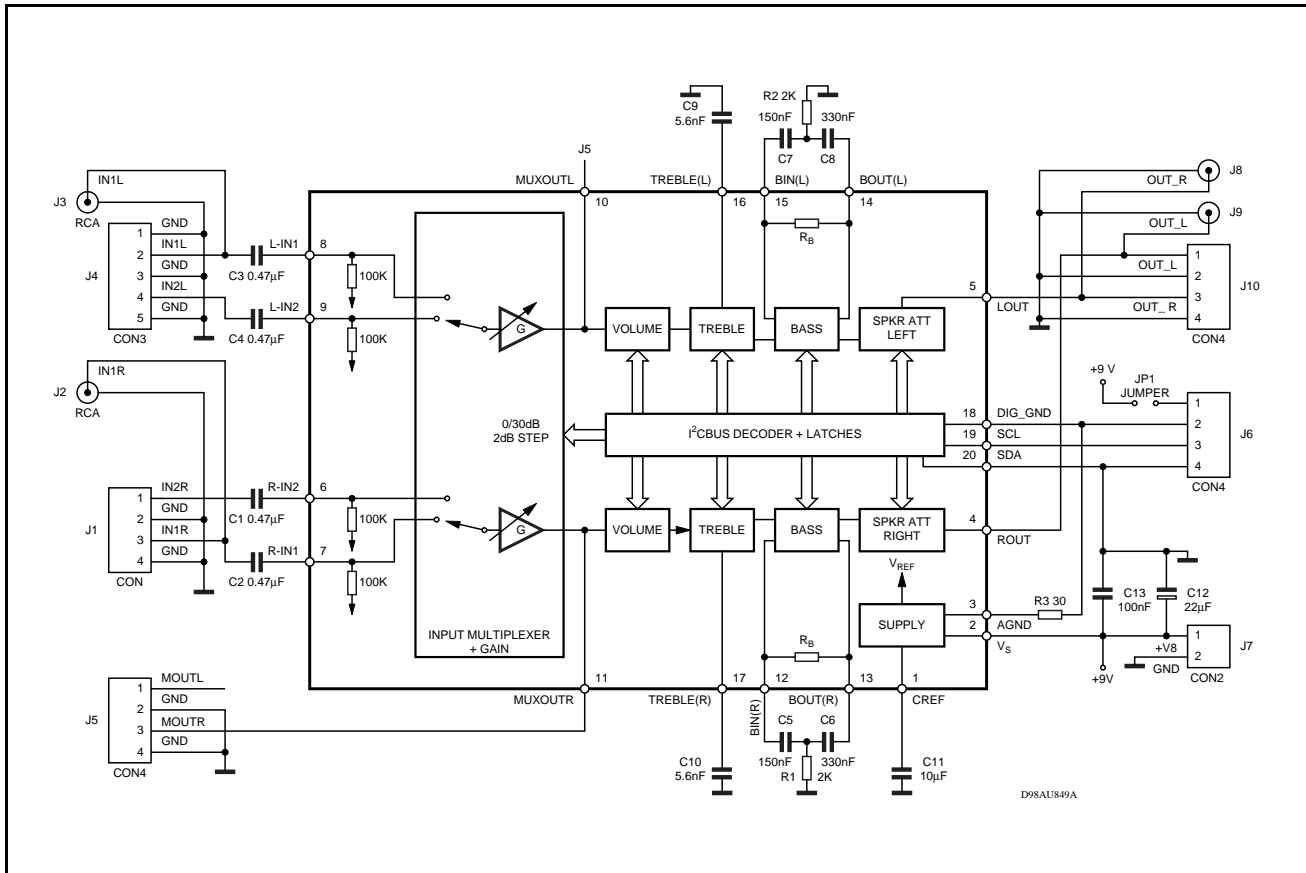 C9
5.6nF
R2 2K
150nF
330nF
C7
C8
J5
MUXOUTL
TREBLE(L)
BIN(L)
BOUT(L)
10
16
15
14
IN1L
J3
RCA
J4
1
2
3
4
5
GND
IN1L
GND
IN2L
GND
CON3
L-IN1
C3 0.47µF
L-IN2
C4 0.47µF
8
9
100K
100K
G
VOLUME
TREBLE
BASS
SPKR ATT
LEFT
RB
5
LOUT
J8
OUT_R
J9
OUT_L
OUT_L
OUT_ R
1
2
3
4
J10
CON4
IN1R
J2
RCA
0/30dB
2dB STEP
I2CBUS DECODER + LATCHES
18
DIG_GND
19
SCL
20
SDA
+9 V
JP1
JUMPER
1
2
3
4
J6
CON4
J1
1
2
3
4
IN2R
GND
IN1R
GND
CON
R-IN2
C1 0.47µF
R-IN1
C2 0.47µF
6
7
100K
100K
G
VOLUME
TREBLE
BASS
SPKR ATT
RIGHT
4
ROUT
VREF
SUPPLY
3
2
AGND
VS
R3 30
C13
100nF
C12
22µF
+9V
+V8
GND
1
2
J7
CON2
INPUT MULTIPLEXER
+ GAIN
RB
11
17
12
13
1
MUXOUTR
TREBLE(R)
BIN(R)
BOUT(R)
CREF
J5
1
2
3
4
MOUTL
GND
MOUTR
GND
CON4
C10
5.6nF
C5
C6
150nF
330nF
R1
2K
C11
10µF
D98AU849A